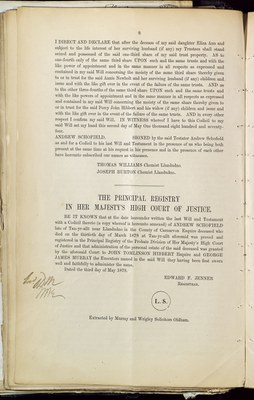 8
I DIRECT AND DECLARE that after the decease of my said daughter Ellen Ann and
subject to the life interest of her surviving husband (if any) my Trustees shall stand
seised and possessed of the said one-third share of my said trust property. AS to
one-fourth only of the same third share UPON such and the same trusts and with the
like power of appointment and in the same manner in all respects as expressed and
contained in my said Will concerning the moiety of the same share thereby given to
or in trust for the said Annis Newbolt and her surviving husband (if any) children and
issue and with the like gift over in the event of the failure of the same trusts. AND as
to the other three-fourths of the same third share UPON such and the same trusts and
with the like powers of appointment and in the same manner in all respects as expressed
and contained in my said Will concerning the moiety of the same share thereby given to
or in trust for the said Percy John Hibbert and his widow (if any) children and issue and
with the like gift over in the event of the failure of the same trusts. AND in every other
respect I confirm my said Will. IN WITNESS whereof I have to this Codicil to my
said Will set my hand this second day of May One thousand eight hundred and seventy-
ANDREW SCHOFIELD. SIGNED by the said Testator Andrew Schofield
as and for a Codicil to his last Will and Testament in the presence of us who being both
present at the same time at his request in his presence and in the presence of each other
have hereunto subscribed our names as witnesses.
THOMAS WILLIAMS Chemist Llandudno.
JOSEPH BURTON Chemist Llandudno.
THE PRINCIPAL REGISTRY
IN HER MAJESTY'S HIGH COURT OF JUSTICE.
BE IT KNOWN that at the date hereunder written the last Will and Testament
with a Codicil thereto (a copy whereof is hereunto annexed) of ANDREW SCHOFIELD
late of Tan-yr-allt near Llandudno in the County of Carnarvon Esquire deceased who
died on the thirtieth day of March 1878 at Tan-yr-allt aforesaid was proved and
registered in the Principal Registry of the Probate Division of Her Majesty's High Court
of Justice and that administration of the personal estate of the said deceased was granted
by the aforesaid Court to JOHN TOMLINSON HIBBERT Esquire and GEORGE
JAMES MURRAY the Executors named in the said Will they having been first sworn
well and faithfully to administer the same.
Dated the third day of May 1878.
EDWARD F. JENNER
REGISTRAR.
L. S.
Extracted by Murray and Wrigley Solicitors Oldham.